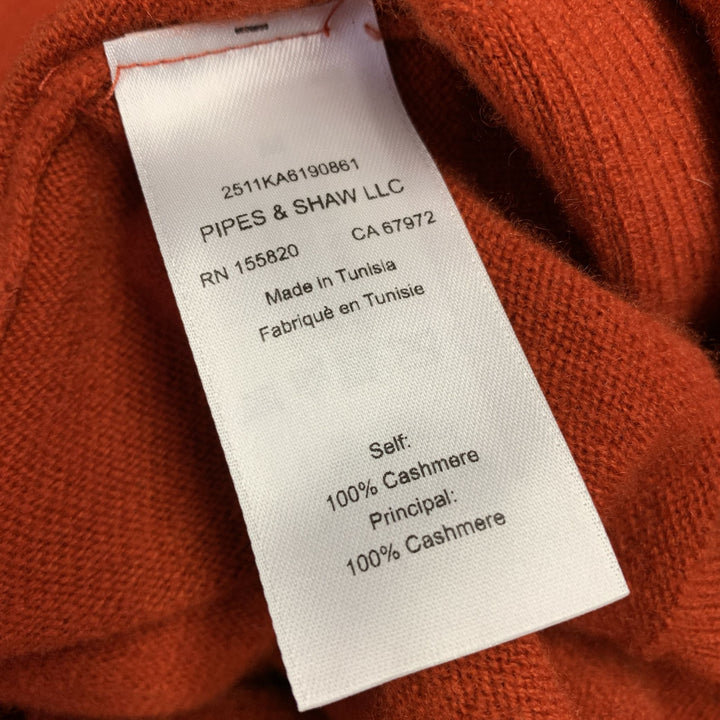 2511KA6190861
PIPES & SHAW LLC
RN 155820 CA 67972
Made in Tunisia
Fabriquè en Tunisie
Self:
100% Cashmere
Principal:
100% Cashmere